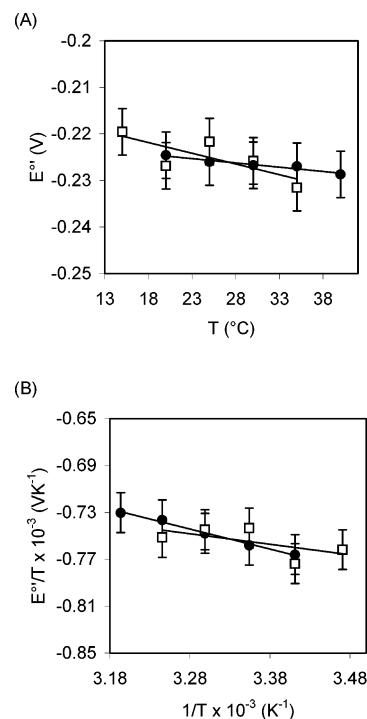 (A)
-0.2
-0.21
-0.22
-0.23
-0.24
-0.25
E°' (V)
13 18 23 28 33 38
T (°C)
(B)
-0.65
-0.69
-0.73
-0.77
-0.81
-0.85
E°'/T x 10⁻³ (VK⁻¹)
3.18 3.28 3.38 3.48
1/T x 10⁻³ (K⁻¹)